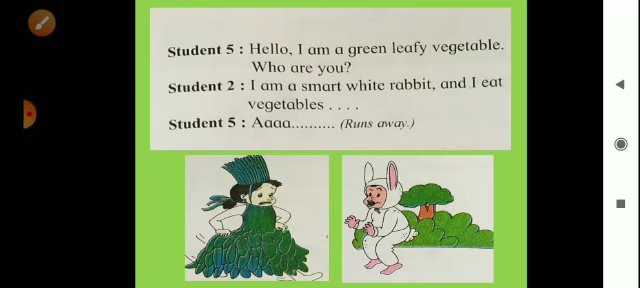 Student 5 : Hello, I am a green leafy vegetable.
Who are you?
Student 2 : I am a smart white rabbit, and I eat
vegetables . . . .
Student 5 : Aaaa.......... (Runs away.)